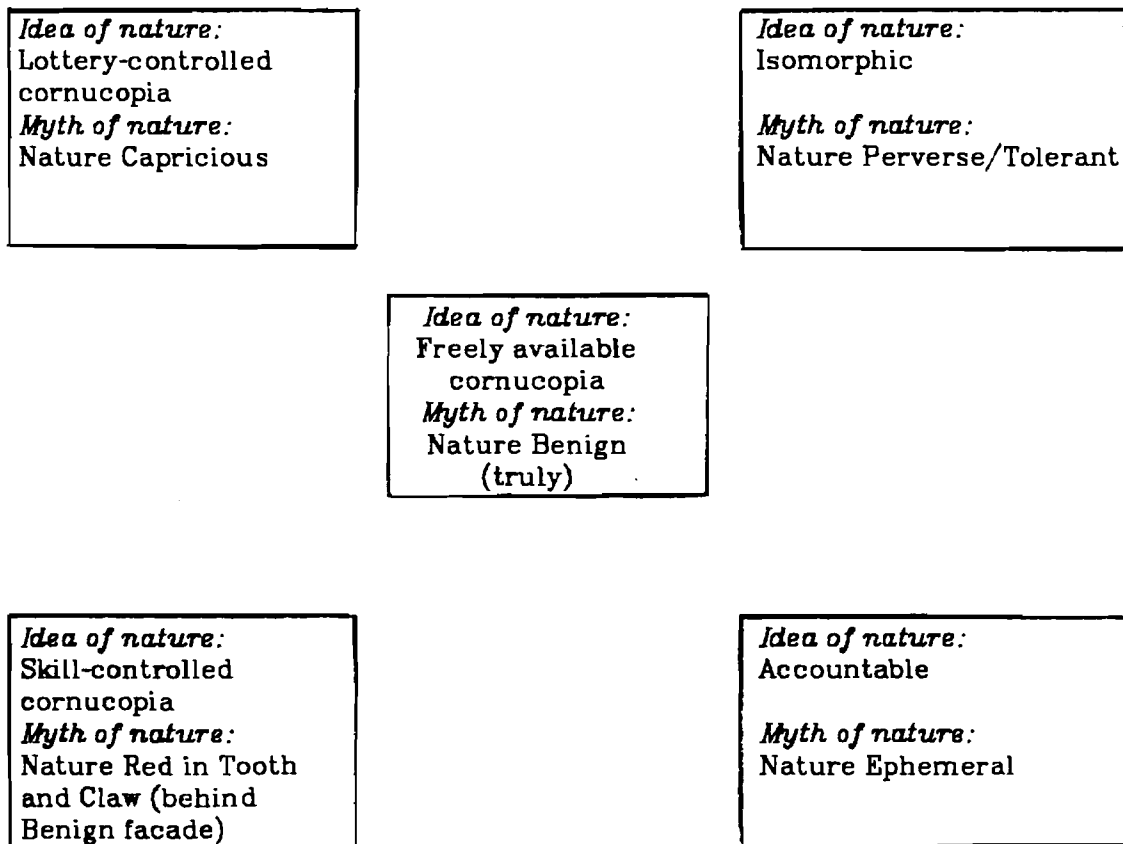 Idea of nature:
Lottery-controlled
cornucopia
Myth of nature:
Nature Capricious
Idea of nature:
Isomorphic
Myth of nature:
Nature Perverse/Tolerant
Idea of nature:
Freely available
cornucopia
Myth of nature:
Nature Benign
(truly)
Idea of nature:
Skill-controlled
cornucopia
Myth of nature:
Nature Red in Tooth
and Claw (behind
Benign facade)
Idea of nature:
Accountable
Myth of nature:
Nature Ephemeral